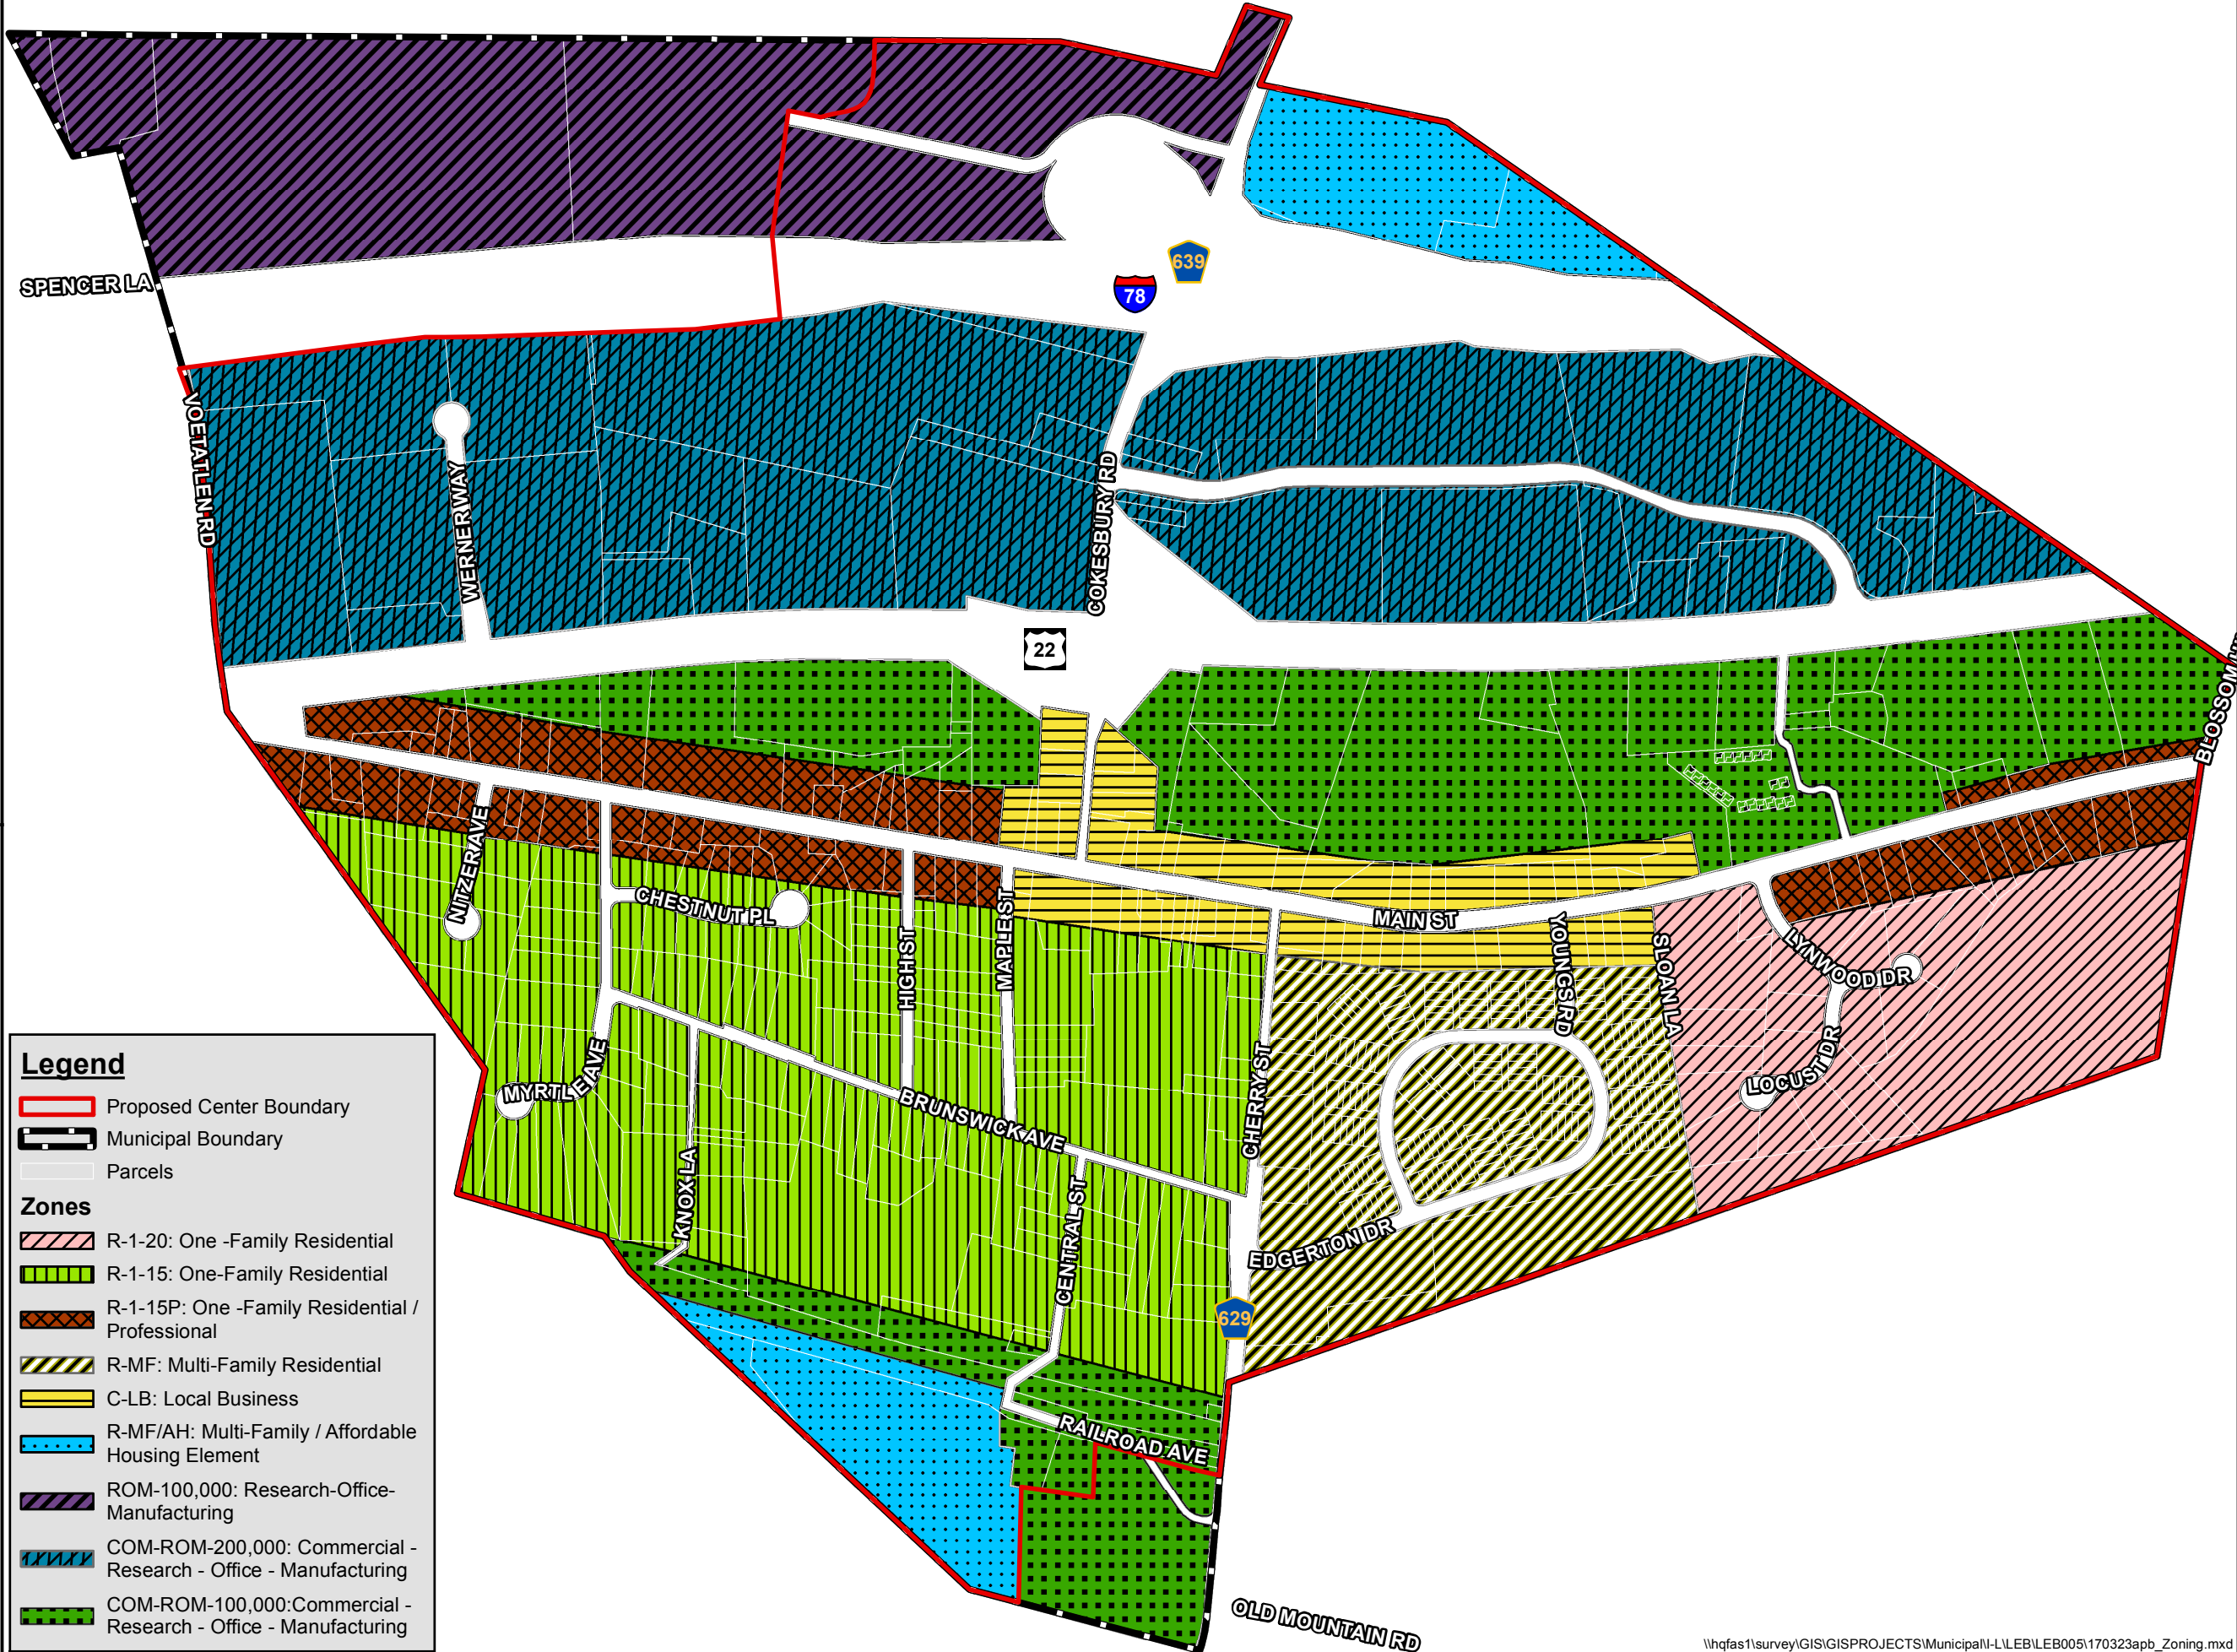 639
78
SPENCER LA
VOETATLEN RD
WERNER WAY
COKESBURY RD
22
NITZER AVE
CHESTNUT PL
HIGH ST
MAPLE ST
MAIN ST
YOUNGS RD
SLOAN LA
LYNWOOD DR
LOCUST DR
MYRTLE AVE
BRUNSWICK AVE
CHERRY ST
KNOX LA
CENTRAL ST
EDGERTON DR
629
RAILROAD AVE
OLD MOUNTAIN RD
Legend
Proposed Center Boundary
Municipal Boundary
Parcels
Zones
R-1-20: One -Family Residential
R-1-15: One-Family Residential
R-1-15P: One -Family Residential /
Professional
R-MF: Multi-Family Residential
C-LB: Local Business
R-MF/AH: Multi-Family / Affordable
Housing Element
ROM-100,000: Research-Office-
Manufacturing
COM-ROM-200,000: Commercial -
Research - Office - Manufacturing
COM-ROM-100,000:Commercial -
Research - Office - Manufacturing
\\hqfas1\survey\GIS\GISPROJECTS\Municipal\I-L\LEB\LEB005\170323apb_Zoning.mxd